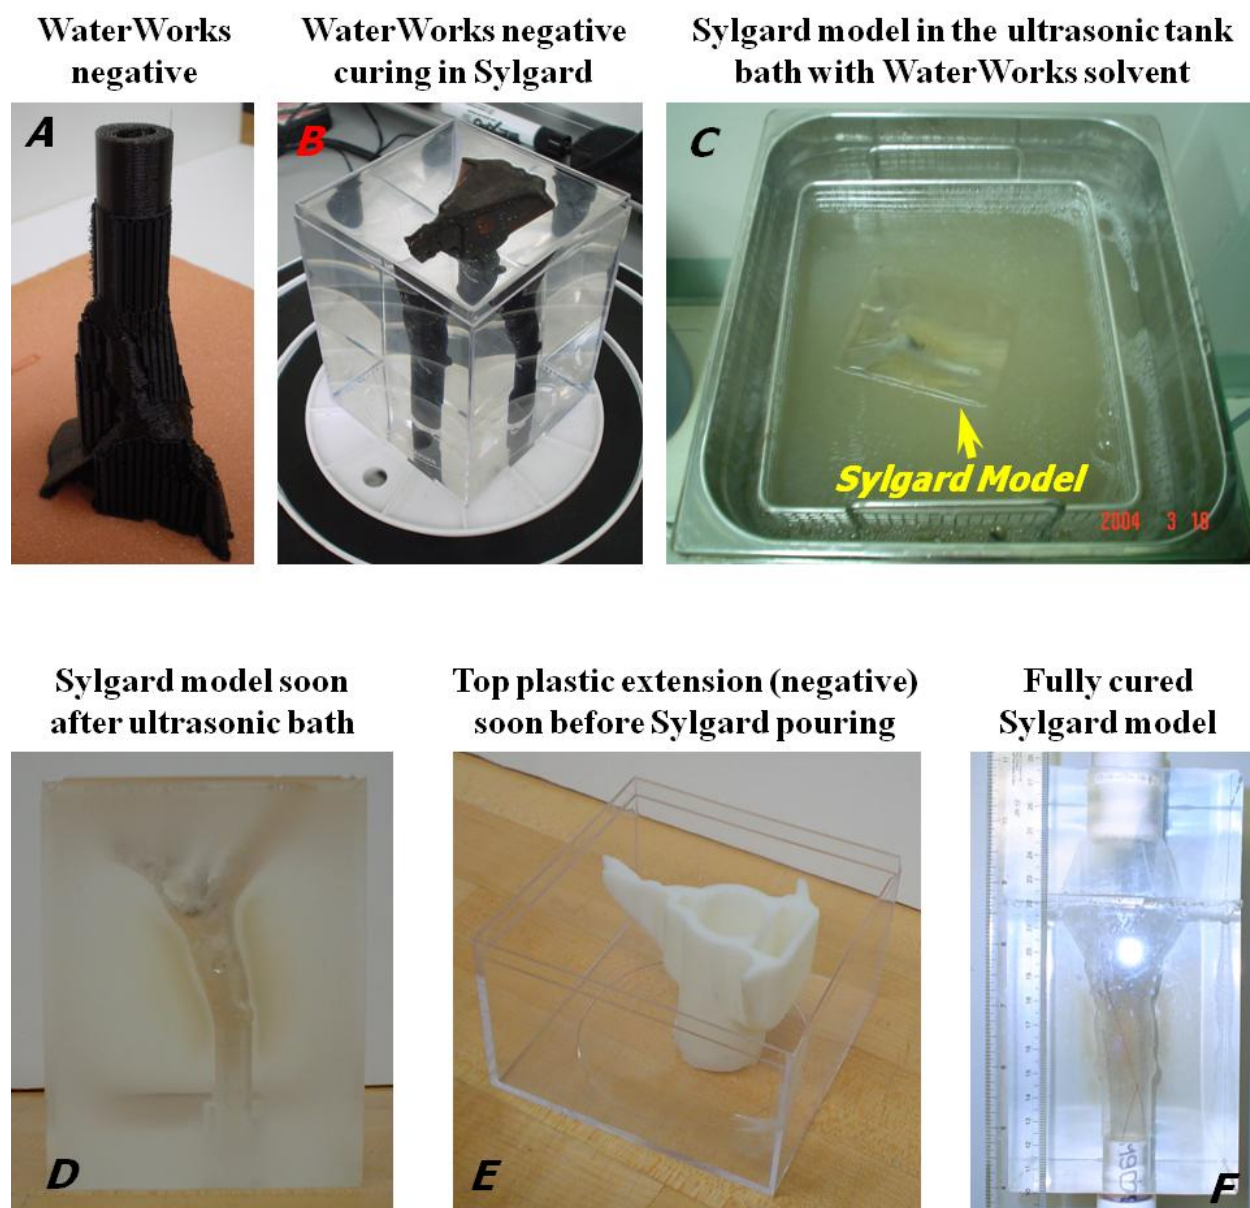 WaterWorks
negative
WaterWorks negative
curing in Sylgard
Sylgard model in the ultrasonic tank
bath with WaterWorks solvent
A
B
C
Sylgard Model
2004 3 18
Sylgard model soon
after ultrasonic bath
Top plastic extension (negative)
soon before Sylgard pouring
Fully cured
Sylgard model
D
E
F